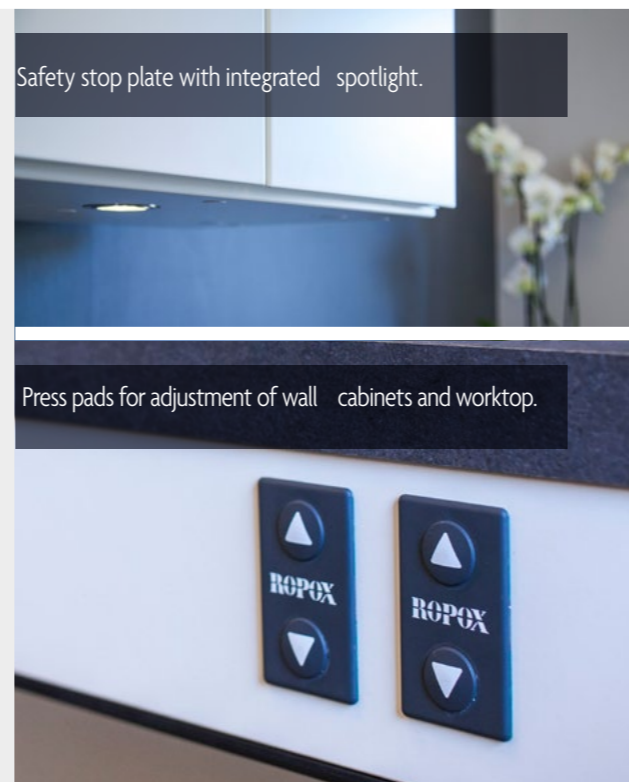 Safety stop plate with integrated spotlight.
Press pads for adjustment of wall cabinets and worktop.
ROPOX
ROPOX